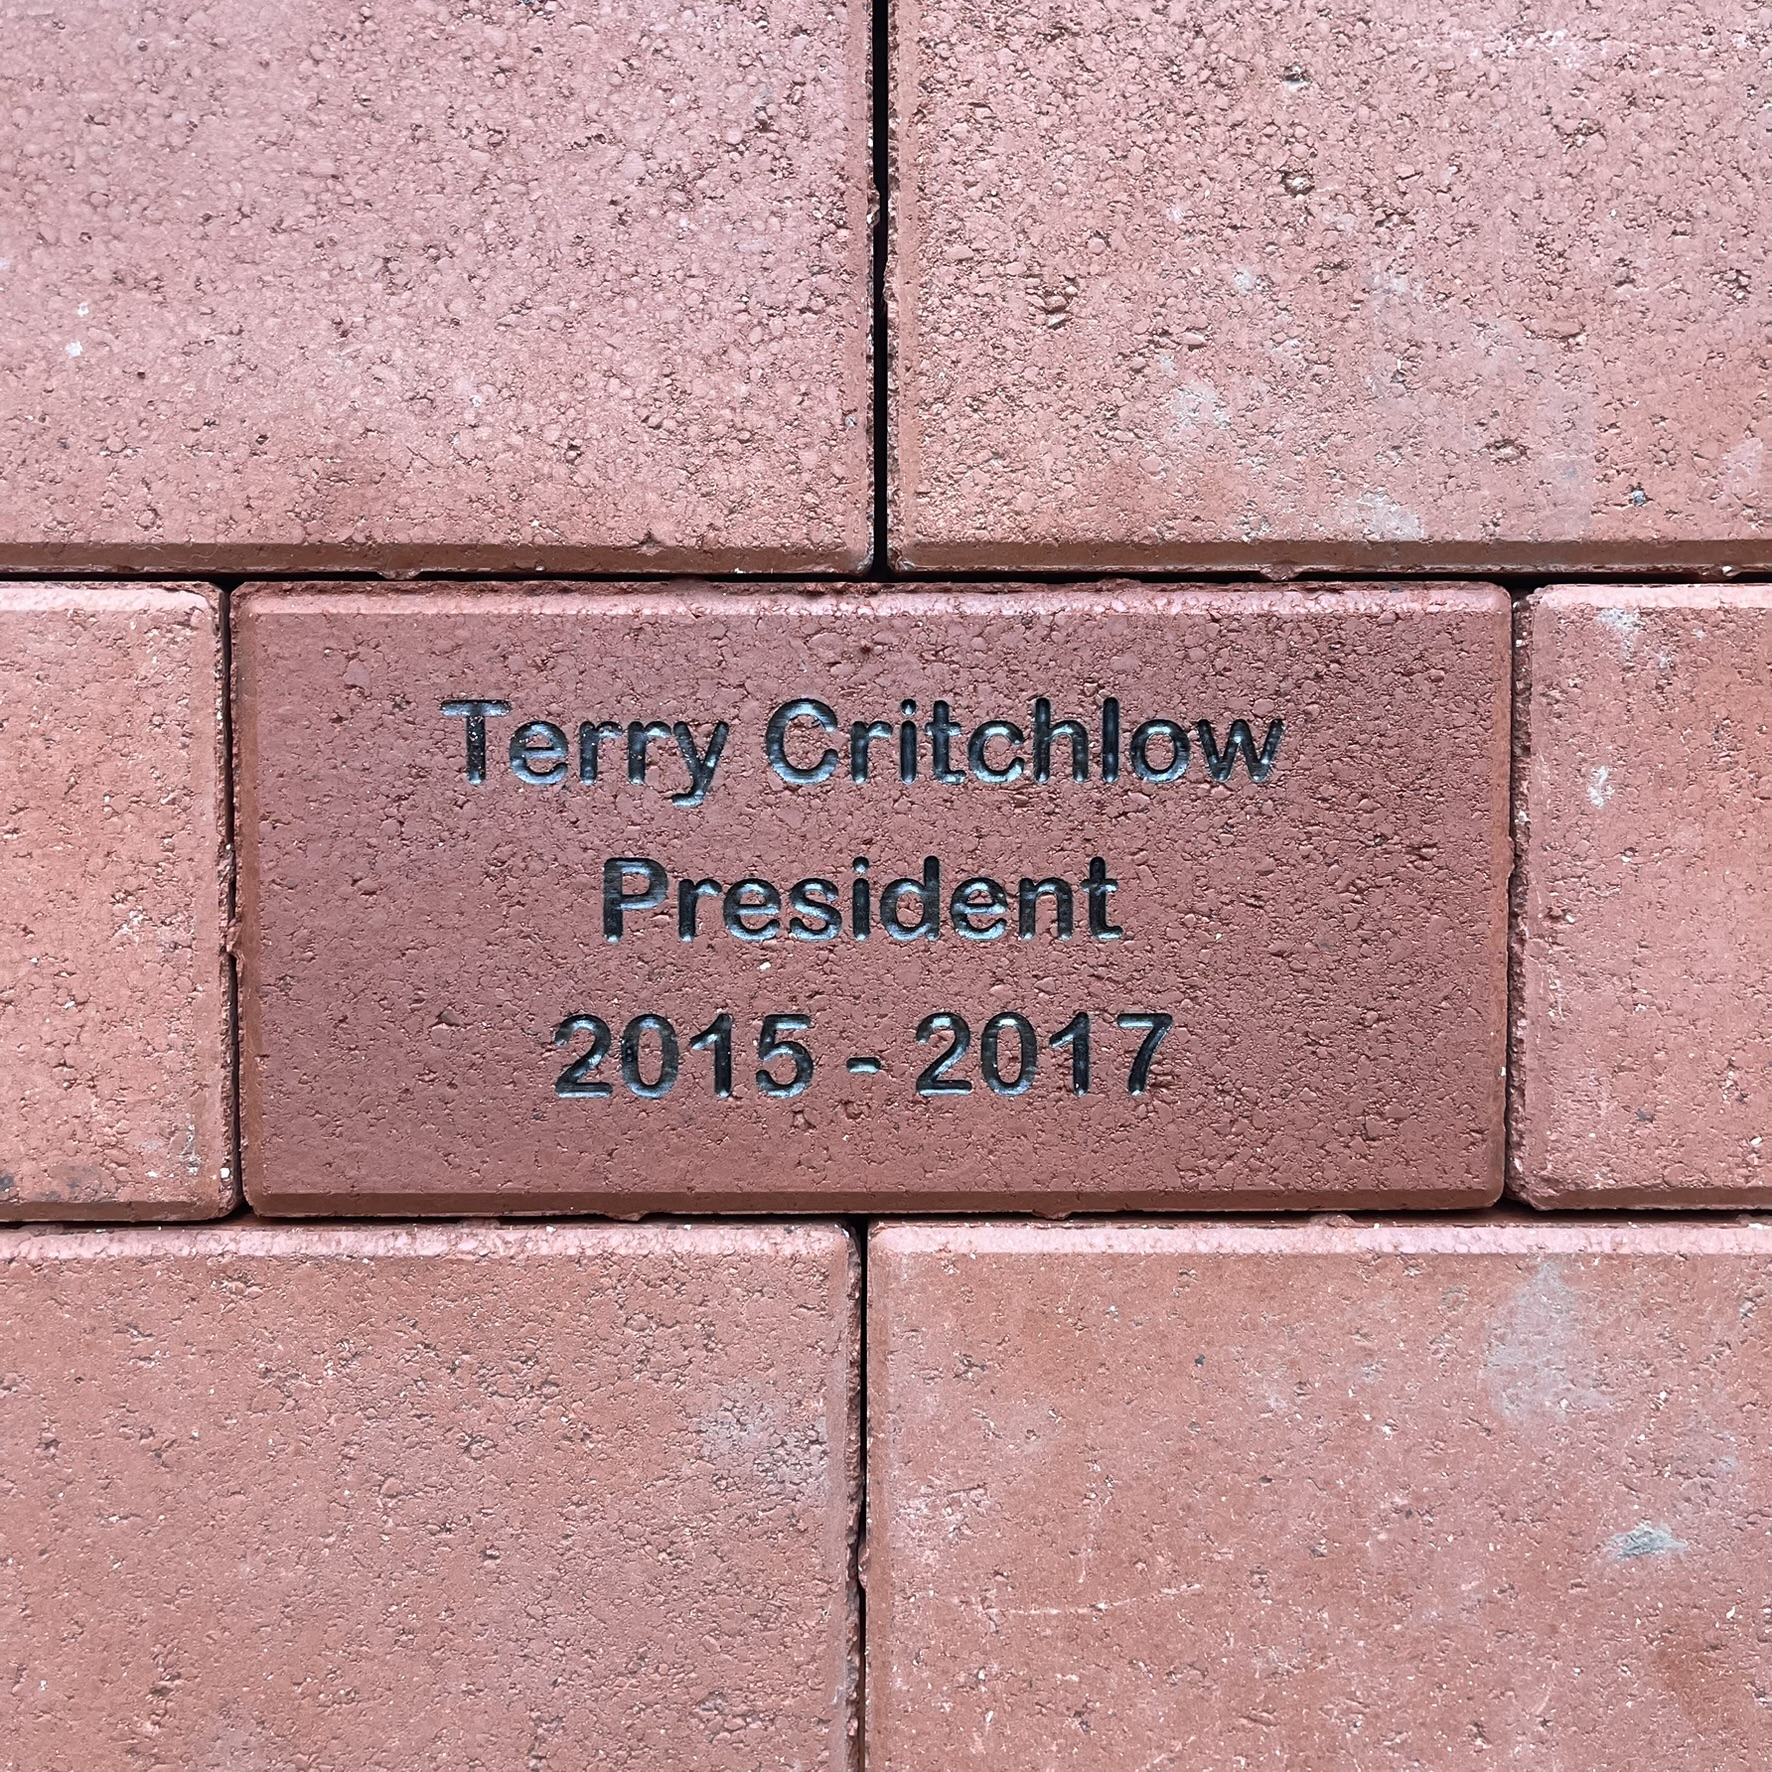 Terry Critchlow
President
2015 - 2017